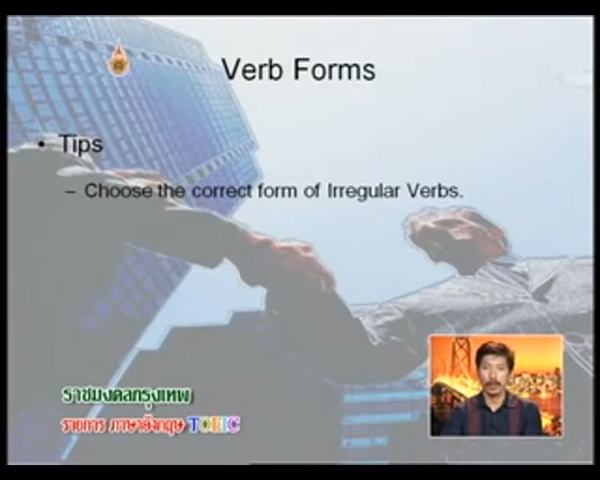 Verb Forms
• Tips
– Choose the correct form of Irregular Verbs.
ราชมงคลกรุงเทพ
รายการ ภาษาอังกฤษ TOEIC